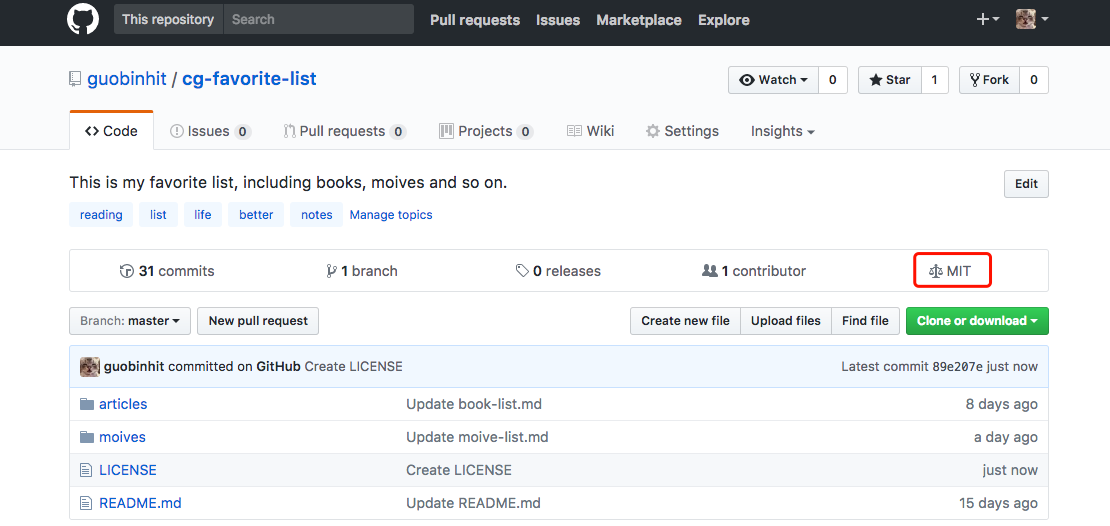 This repository Search Pull requests Issues Marketplace Explore
guobinhit / cg-favorite-list Watch 0 Star 1 Fork 0
Code Issues 0 Pull requests 0 Projects 0 Wiki Settings Insights
This is my favorite list, including books, moives and so on. Edit
reading list life better notes Manage topics
31 commits 1 branch 0 releases 1 contributor MIT
Branch: master New pull request Create new file Upload files Find file Clone or download
guobinhit committed on GitHub Create LICENSE Latest commit 89e207e just now
articles Update book-list.md 8 days ago
moives Update moive-list.md a day ago
LICENSE Create LICENSE just now
README.md Update README.md 15 days ago